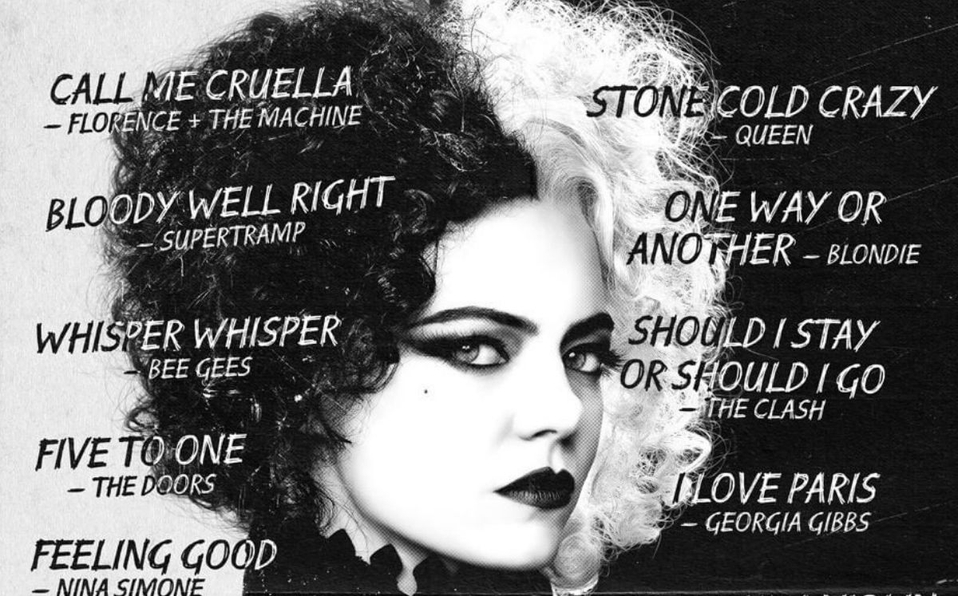 CALL ME CRUELLA
– FLORENCE + THE MACHINE
BLOODY WELL RIGHT
– SUPERTRAMP
WHISPER WHISPER
– BEE GEES
FIVE TO ONE
– THE DOORS
FEELING GOOD
– NINA SIMONE
STONE COLD CRAZY
– QUEEN
ONE WAY OR
ANOTHER – BLONDIE
SHOULD I STAY
OR SHOULD I GO
– THE CLASH
I LOVE PARIS
– GEORGIA GIBBS